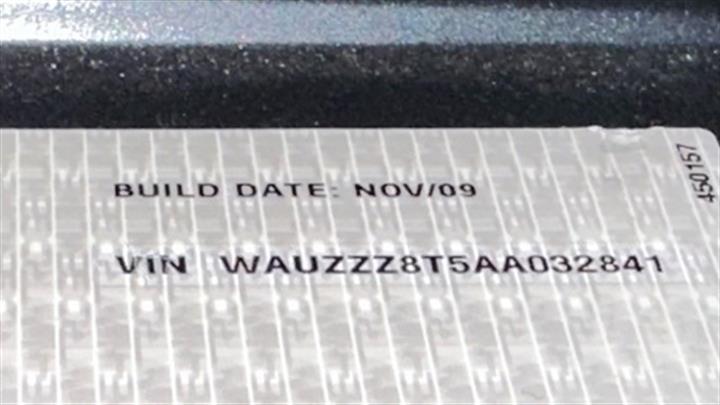 BUILD DATE: NOV/09
VIN WAUZZZ8T5AA032841
450157